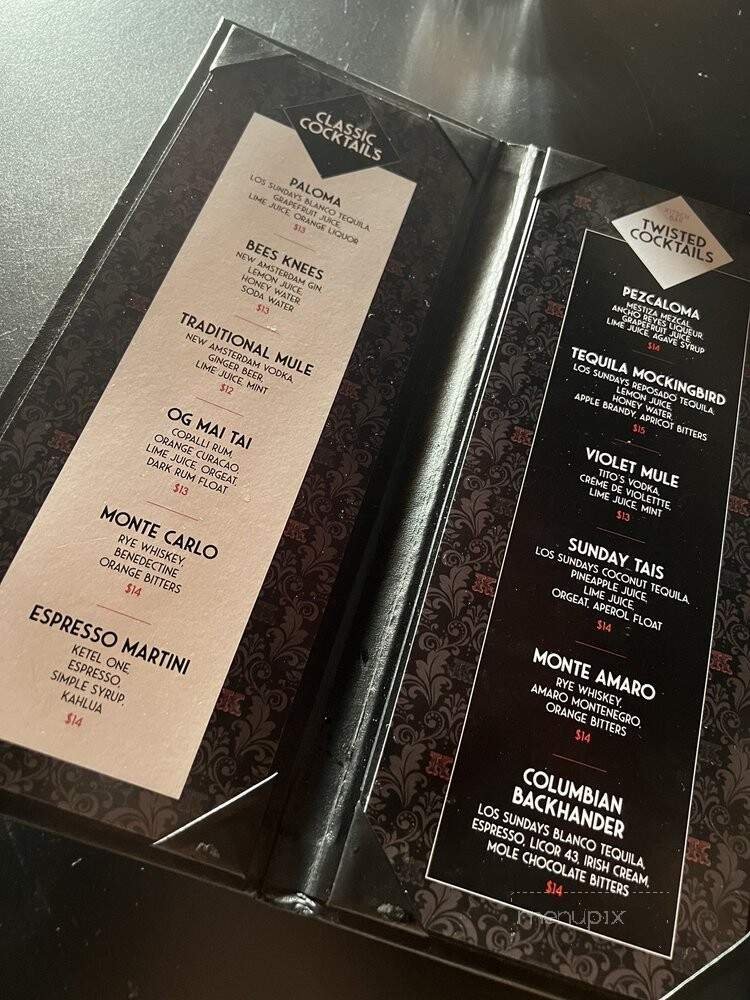 CLASSIC
COCKTAILS
PALOMA
LOS SUNDAYS BLANCO TEQUILA,
GRAPEFRUIT JUICE,
LIME JUICE, ORANGE LIQUOR
$13
BEES KNEES
NEW AMSTERDAM GIN
LEMON JUICE,
HONEY WATER
SODA WATER
$13
TRADITIONAL MULE
NEW AMSTERDAM VODKA,
GINGER BEER,
LIME JUICE, MINT
$12
OG MAI TAI
COPALLI RUM,
ORANGE CURACAO
LIME JUICE, ORGEAT,
DARK RUM FLOAT
$13
MONTE CARLO
RYE WHISKEY,
BENEDECTINE
ORANGE BITTERS
$14
ESPRESSO MARTINI
KETEL ONE,
ESPRESSO,
SIMPLE SYRUP,
KAHLUA
$14
TWISTED
COCKTAILS
PEZCALOMA
MESTIZA MEZCAL,
ANCHO REYES LIQUEUR,
GRAPEFRUIT JUICE,
LIME JUICE, AGAVE SYRUP
$14
TEQUILA MOCKINGBIRD
LOS SUNDAYS REPOSADO TEQUILA,
LEMON JUICE,
HONEY WATER,
APPLE BRANDY, APRICOT BITTERS
$15
VIOLET MULE
TITO'S VODKA,
CRÈME DE VIOLETTTE,
LIME JUICE, MINT
$13
SUNDAY TAIS
LOS SUNDAYS COCONUT TEQUILA,
PINEAPPLE JUICE,
LIME JUICE,
ORGEAT, APEROL FLOAT
$14
MONTE AMARO
RYE WHISKEY,
AMARO MONTENEGRO,
ORANGE BITTERS
$14
COLUMBIAN
BACKHANDER
LOS SUNDAYS BLANCO TEQUILA,
ESPRESSO, LICOR 43, IRISH CREAM,
MOLE CHOCOLATE BITTERS
$14
menupix